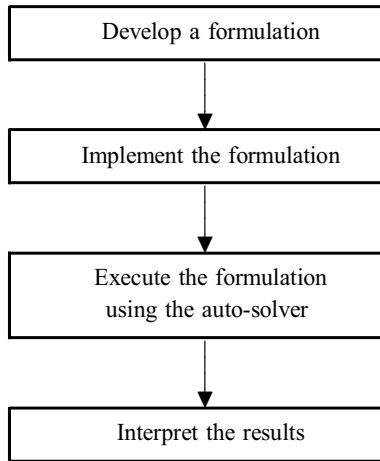 Develop a formulation
Implement the formulation
Execute the formulation
using the auto-solver
Interpret the results